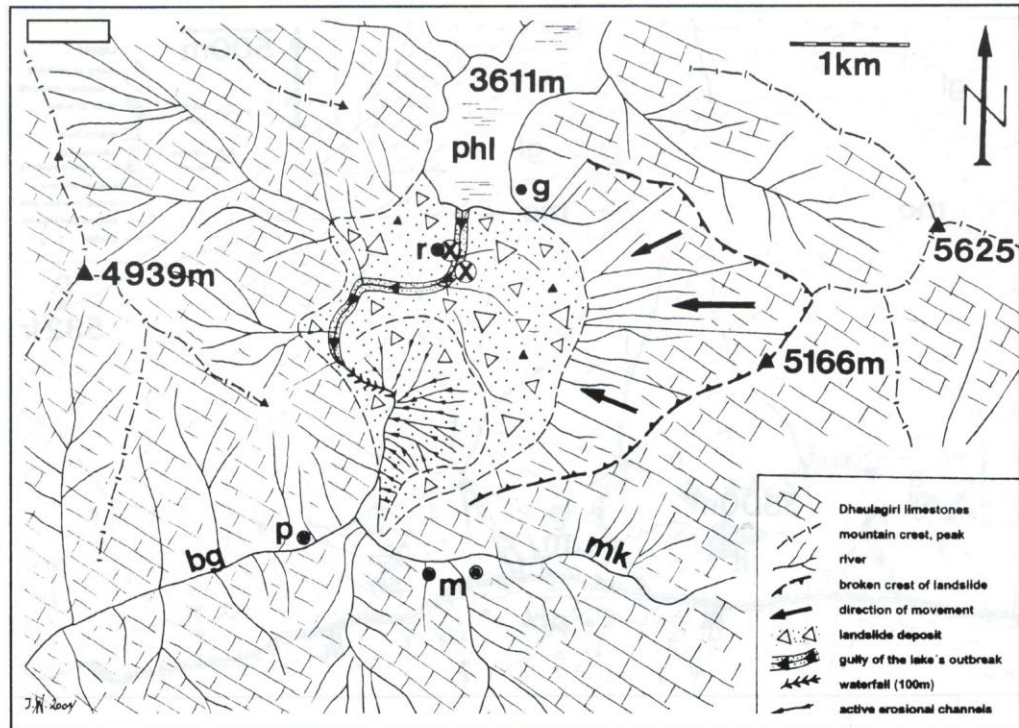 3611m
1km
N
phl
g
r
X
X
4939m
5625
5166m
p
bg
m
mk
Dhaulagiri limestones
mountain crest, peak
river
broken crest of landslide
direction of movement
landslide deposit
gully of the lake´s outbreak
waterfall (100m)
active erosional channels
J.W. 2001